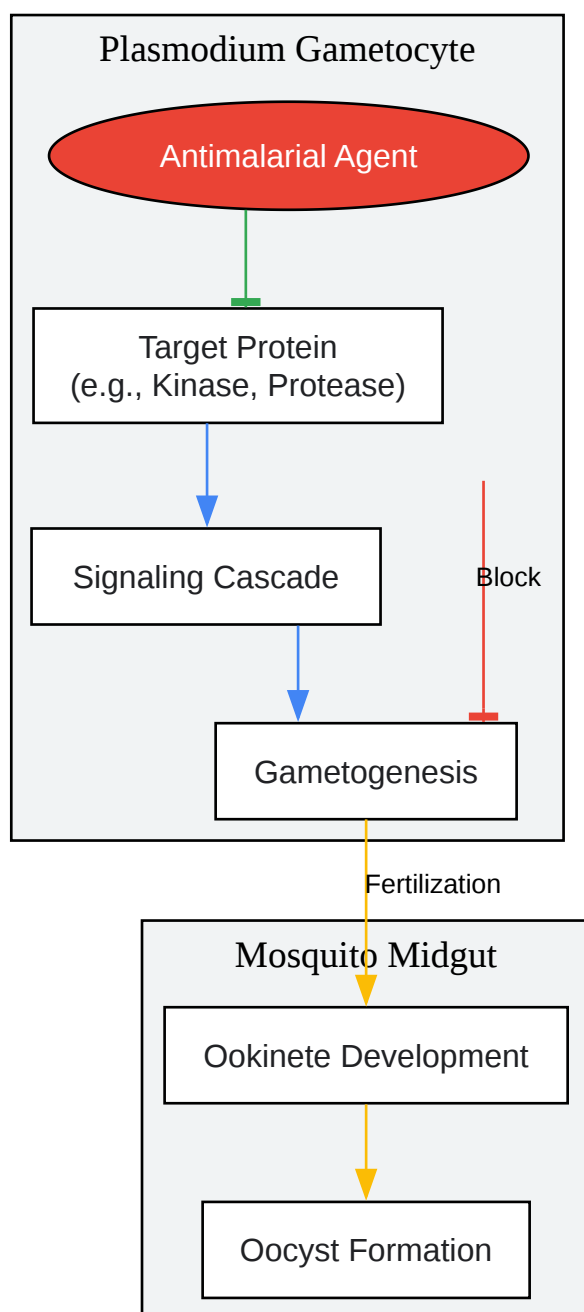 Plasmodium Gametocyte
Antimalarial Agent
Target Protein
(e.g., Kinase, Protease)
Signaling Cascade
Block
Gametogenesis
Fertilization
Mosquito Midgut
Ookinete Development
Oocyst Formation